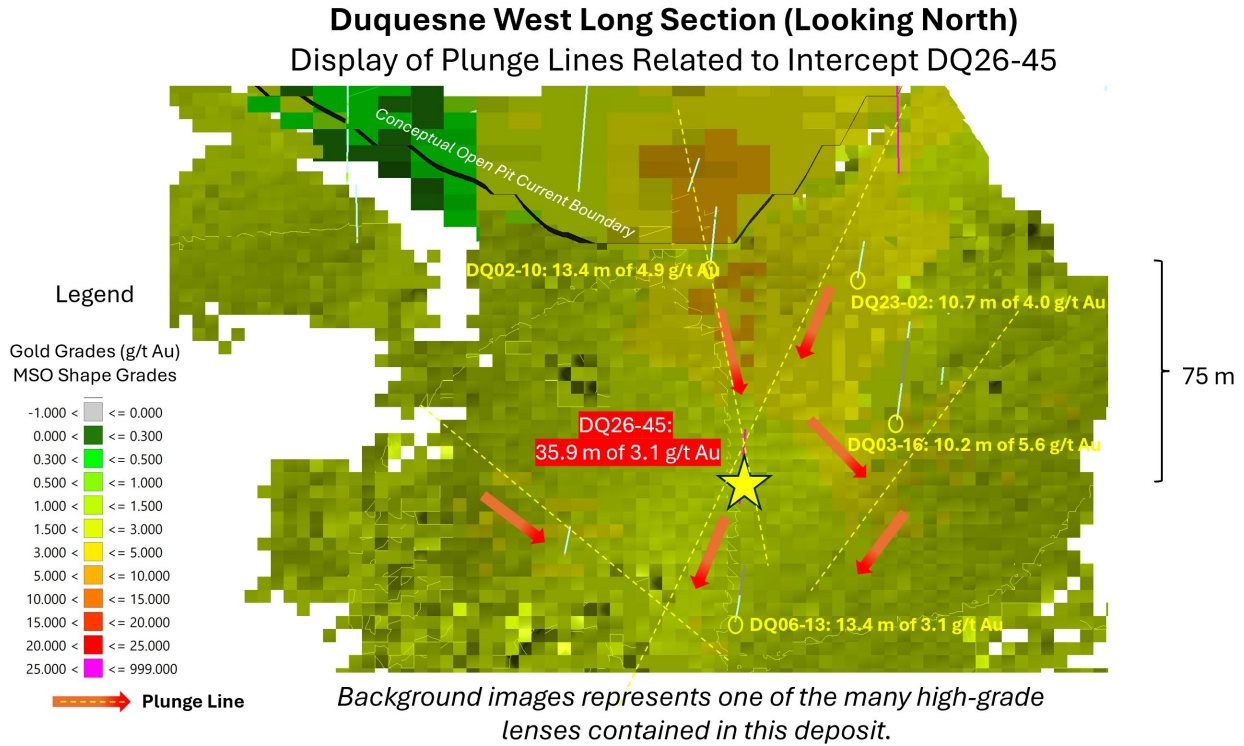 Duquesne West Long Section (Looking North)
Display of Plunge Lines Related to Intercept DQ26-45
Conceptual Open Pit Current Boundary
DQ02-10: 13.4 m of 4.9 g/t Au
DQ23-02: 10.7 m of 4.0 g/t Au
75 m
DQ26-45:
35.9 m of 3.1 g/t Au
DQ03-16: 10.2 m of 5.6 g/t Au
DQ06-13: 13.4 m of 3.1 g/t Au
Legend
Gold Grades (g/t Au)
MSO Shape Grades
-1.000 < <= 0.000
0.000 < <= 0.300
0.300 < <= 0.500
0.500 < <= 1.000
1.000 < <= 1.500
1.500 < <= 3.000
3.000 < <= 5.000
5.000 < <= 10.000
10.000 < <= 15.000
15.000 < <= 20.000
20.000 < <= 25.000
25.000 < <= 999.000
Plunge Line
Background images represents one of the many high-grade
lenses contained in this deposit.